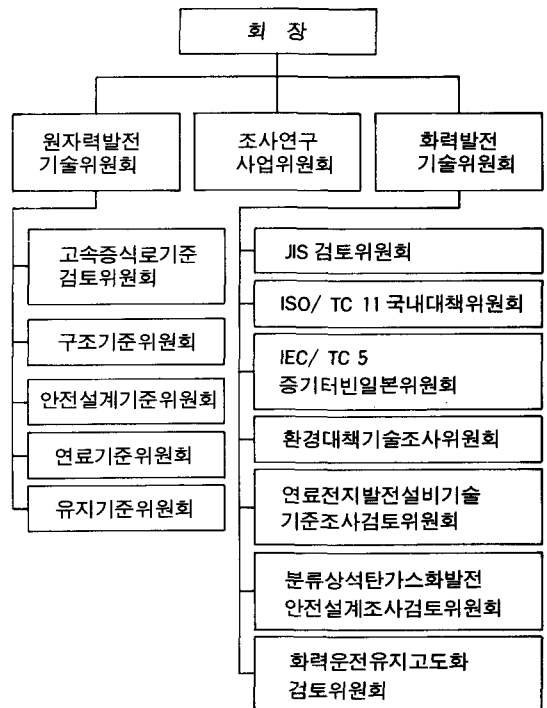 회 장
원자력발전
기술위원회
조사연구
사업위원회
화력발전
기술위원회
고속증식로기준
검토위원회
구조기준위원회
안전설계기준위원회
연료기준위원회
유지기준위원회
JIS 검토위원회
ISO/ TC 11 국내대책위원회
IEC/ TC 5
증기터빈일본위원회
환경대책기술조사위원회
연료전지발전설비기술
기준조사검토위원회
분류상석탄가스화발전
안전설계조사검토위원회
화력운전유지고도화
검토위원회